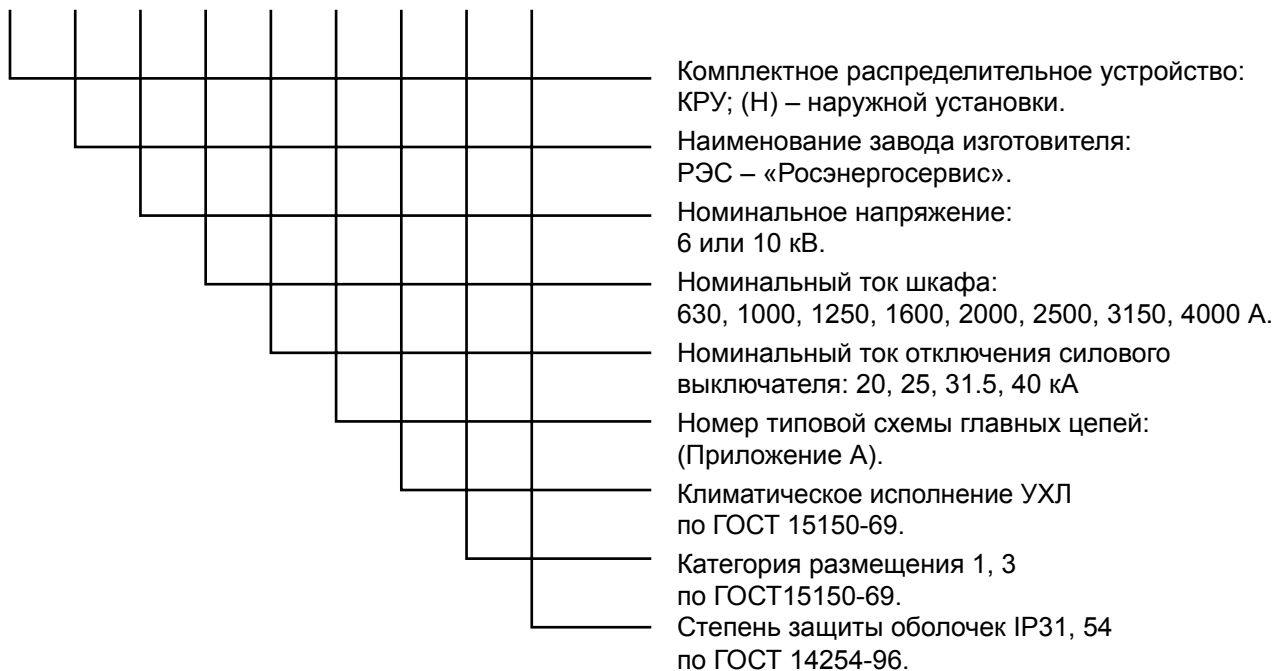 Комплектное распределительное устройство:
КРУ; (Н) – наружной установки.
Наименование завода изготовителя:
РЭС – «Росэнергосервис».
Номинальное напряжение:
6 или 10 кВ.
Номинальный ток шкафа:
630, 1000, 1250, 1600, 2000, 2500, 3150, 4000 А.
Номинальный ток отключения силового
выключателя: 20, 25, 31.5, 40 кА
Номер типовой схемы главных цепей:
(Приложение А).
Климатическое исполнение УХЛ
по ГОСТ 15150-69.
Категория размещения 1, 3
по ГОСТ15150-69.
Степень защиты оболочек IP31, 54
по ГОСТ 14254-96.